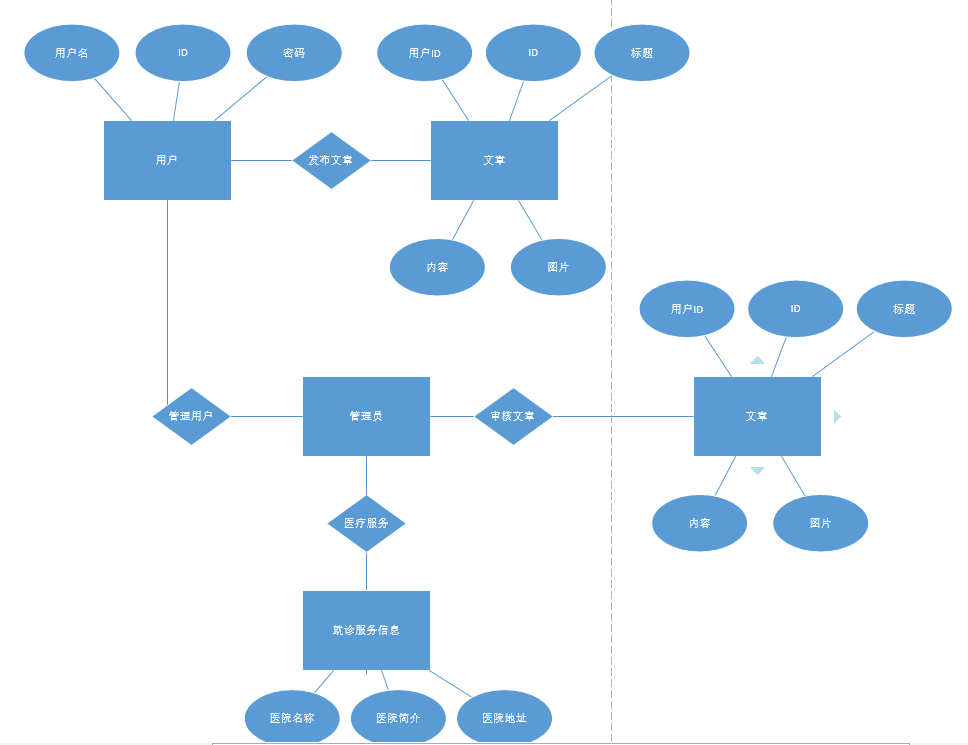 用户名
ID
密码
用户ID
ID
标题
用户
发布文章
文章
内容
图片
用户ID
ID
标题
管理用户
管理员
审核文章
文章
内容
图片
医疗服务
就诊服务信息
医院名称
医院简介
医院地址